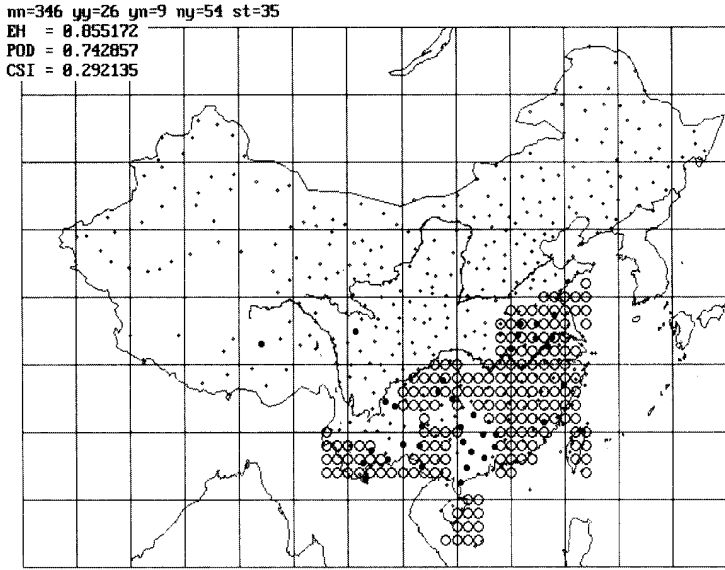 nn=346 yy=26 yn=9 ny=54 st=35
EH = 0.855172
POD = 0.742857
CSI = 0.292135